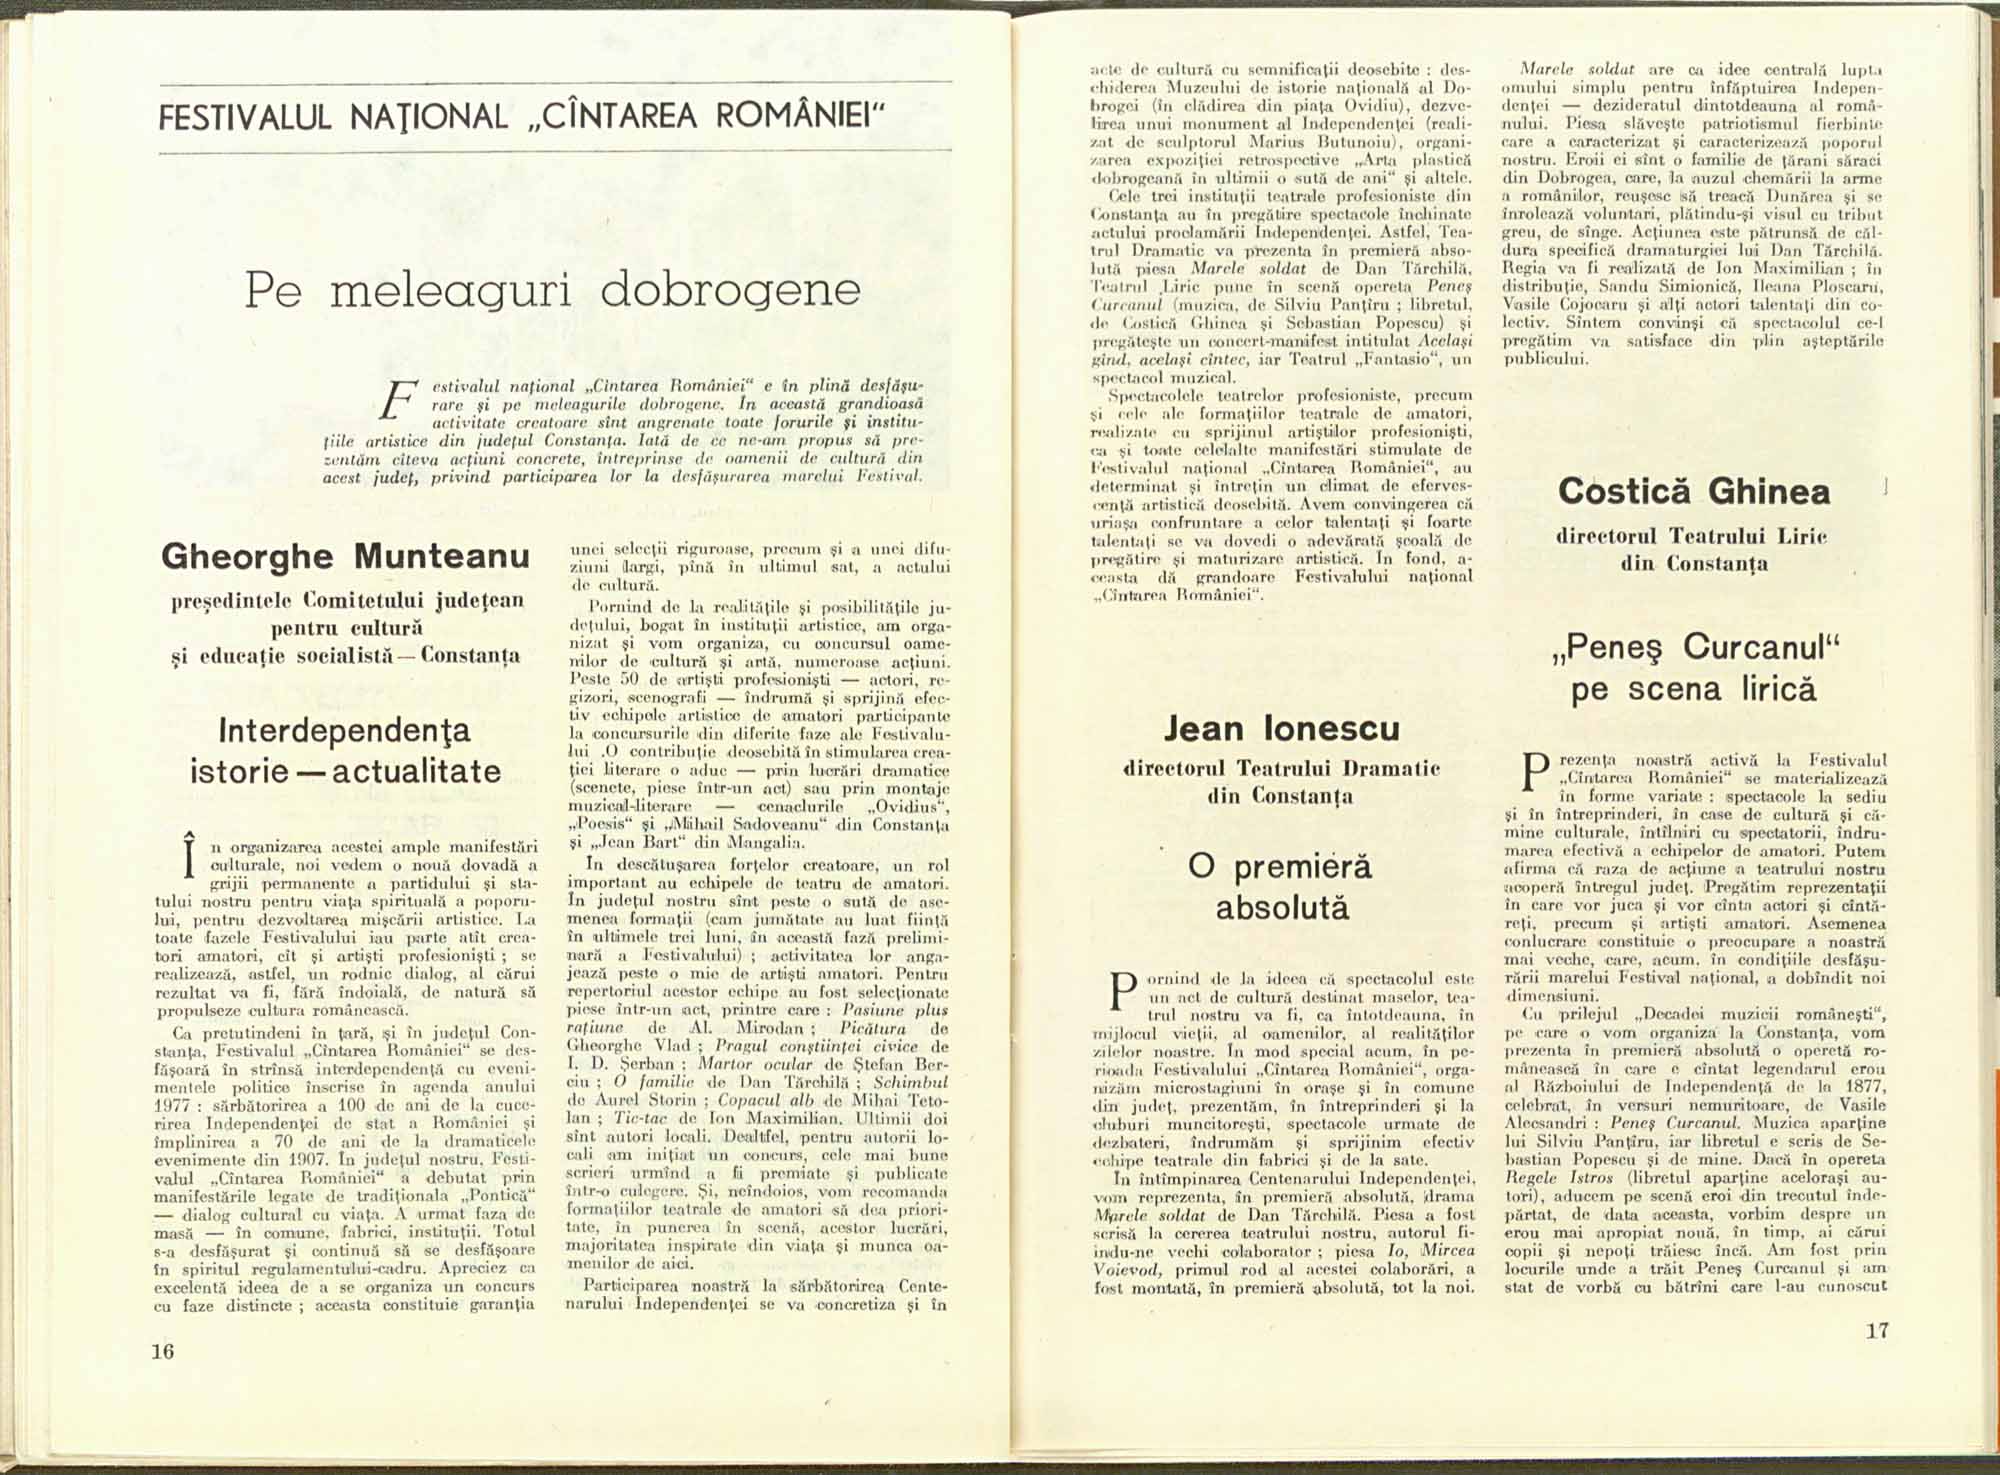 FESTIVALUL NAŢIONAL „CÎNTAREA ROMÂNIEI“
Pe meleaguri dobrogene
Festivalul naţional „Cîntarea României“ e în plină desfăşu-
rare şi pe meleagurile dobrogene. În această grandioasă
activitate creatoare sînt angrenate toate forurile şi institu-
ţiile artistice din judeţul Constanţa. Iată de ce ne-am propus să pre-
zentăm cîteva acţiuni concrete, întreprinse de oamenii de cultură din
acest judeţ, privind participarea lor la desfăşurarea marelui Festival.
Gheorghe Munteanu
preşedintele Comitetului judeţean
pentru cultură
şi educaţie socialistă — Constanţa
Interdependenţa
istorie — actualitate
În organizarea acestei ample manifestări
culturale, noi vedem o nouă dovadă a
grijii permanente a partidului şi sta-
tului nostru pentru viaţa spirituală a poporu-
lui, pentru dezvoltarea mişcării artistice. La
toate fazele Festivalului iau parte atît crea-
tori amatori, cît şi artişti profesionişti ; se
realizează, astfel, un rodnic dialog, al cărui
rezultat va fi, fără îndoială, de natură să
propulseze cultura românească.
Ca pretutindeni în ţară, şi în judeţul Con-
stanţa, Festivalul „Cîntarea României“ se des-
făşoară în strînsă interdependenţă cu eveni-
mentele politice înscrise în agenda anului
1977 : sărbătorirea a 100 de ani de la cuce-
rirea Independenţei de stat a României şi
împlinirea a 70 de ani de la dramaticele
evenimente din 1907. În judeţul nostru, Festi-
valul „Cîntarea României“ a debutat prin
manifestările legate de tradiţionala „Pontică“
— dialog cultural cu viaţa. A urmat faza de
masă — în comune, fabrici, instituţii. Totul
s-a desfăşurat şi continuă să se desfăşoare
în spiritul regulamentului-cadru. Apreciez ca
excelentă ideea de a se organiza un concurs
cu faze distincte ; aceasta constituie garanţia
unei selecţii riguroase, precum şi a unei difu-
ziuni largi, pînă în ultimul sat, a actului
de cultură.
Pornind de la realităţile şi posibilităţile ju-
deţului, bogat în instituţii artistice, am orga-
nizat şi vom organiza, cu concursul oame-
nilor de cultură şi artă, numeroase acţiuni.
Peste 50 de artişti profesionişti — actori, re-
gizori, scenografi — îndrumă şi sprijină efec-
tiv echipele artistice de amatori participante
la concursurile din diferite faze ale Festivalu-
lui .O contribuţie deosebită în stimularea crea-
ţiei literare o aduc — prin lucrări dramatice
(scenete, piese într-un act) sau prin montaje
muzical-literare — cenaclurile „Ovidius“,
„Poesis“ şi „Mihail Sadoveanu“ din Constanţa
şi „Jean Bart“ din Mangalia.
In descătuşarea forţelor creatoare, un rol
important au echipele de teatru de amatori.
În judeţul nostru sînt peste o sută de ase-
menea formaţii (cam jumătate au luat fiinţă
în ultimele trei luni, în această fază prelimi-
nară a Festivalului) ; activitatea lor anga-
jează peste o mie de artişti amatori. Pentru
repertoriul acestor echipe au fost selecţionate
piese într-un act, printre care : Pasiune plus
raţiune de Al. Mirodan ; Picătura de
Gheorghe Vlad ; Pragul conştiinţei civice de
I. D. Şerban ; Martor ocular de Ştefan Ber-
ciu ; O familie de Dan Tărchilă ; Schimbul
de Aurel Storin ; Copacul alb de Mihai Teto-
lan ; Tic-tac de Ion Maximilian. Ultimii doi
sînt autori locali. Dealtfel, pentru autorii lo-
cali am iniţiat un concurs, cele mai bune
scrieri urmînd a fi premiate şi publicate
într-o culegere. Şi, neîndoios, vom recomanda
formaţiilor teatrale de amatori să dea priori-
tate, în punerea în scenă, acestor lucrări,
majoritatea inspirate din viaţa şi munca oa-
menilor de aici.
Participarea noastră la sărbătorirea Cente-
narului Independenţei se va concretiza şi în
16
acte de cultură cu semnificaţii deosebite : des-
chiderea Muzeului de istorie naţională al Do-
brogei (în clădirea din piaţa Ovidiu), dezve-
lirea unui monument al Independenţei (reali-
zat de sculptorul Marius Butunoiu), organi-
zarea expoziţiei retrospective „Arta plastică
dobrogeană în ultimii o sută de ani“ şi altele.
Cele trei instituţii teatrale profesioniste din
Constanţa au în pregătire spectacole închinate
actului proclamării Independenţei. Astfel, Tea-
trul Dramatic va prezenta în premieră abso-
lută piesa Marele soldat de Dan Tărchilă,
Teatrul Liric pune în scenă opereta Peneş
Curcanul (muzica, de Silviu Panţîru ; libretul,
de Costică Ghinea şi Sebastian Popescu) şi
pregăteşte un concert-manifest intitulat Acelaşi
gînd, acelaşi cîntec, iar Teatrul „Fantasio“, un
spectacol muzical.
Spectacolele teatrelor profesioniste, precum
şi cele ale formaţiilor teatrale de amatori,
realizate cu sprijinul artiştilor profesionişti,
ca şi toate celelalte manifestări stimulate de
Festivalul naţional „Cîntarea României“, au
determinat şi întreţin un climat de eferves-
cenţă artistică deosebită. Avem convingerea că
uriaşa confruntare a celor talentaţi şi foarte
talentaţi se va dovedi o adevărată şcoală de
pregătire şi maturizare artistică. In fond, a-
ceasta dă grandoare Festivalului naţional
„Cîntarea României“.
Jean Ionescu
directorul Teatrului Dramatic
din Constanţa
O premieră
absolută
Pornind de la ideea că spectacolul este
un act de cultură destinat maselor, tea-
trul nostru va fi, ca întotdeauna, în
mijlocul vieţii, al oamenilor, al realităţilor
zilelor noastre. În mod special acum, în pe-
rioada Festivalului „Cîntarea României“, orga-
nizăm microstagiuni în oraşe şi în comune
din judeţ, prezentăm, în întreprinderi şi la
cluburi muncitoreşti, spectacole urmate de
dezbateri, îndrumăm şi sprijinim efectiv
echipe teatrale din fabrici şi de la sate.
In întîmpinarea Centenarului Independenţei,
vom reprezenta, în premieră absolută, drama
Marele soldat de Dan Tărchilă. Piesa a fost
scrisă la cererea teatrului nostru, autorul fi-
indu-ne vechi colaborator ; piesa Io, Mircea
Voievod, primul rod al acestei colaborări, a
fost montată, în premieră absolută, tot la noi.
Marele soldat are ca idee centrală lupta
omului simplu pentru înfăptuirea Indepen-
denţei — dezideratul dintotdeauna al româ-
nului. Piesa slăveşte patriotismul fierbinte
care a caracterizat şi caracterizează poporul
nostru. Eroii ei sînt o familie de ţărani săraci
din Dobrogea, care, la auzul chemării la arme
a românilor, reuşesc să treacă Dunărea şi se
înrolează voluntari, plătindu-şi visul cu tribut
greu, de sînge. Acţiunea este pătrunsă de căl-
dura specifică dramaturgiei lui Dan Tărchilă.
Regia va fi realizată de Ion Maximilian ; în
distribuţie, Sandu Simionică, Ileana Ploscaru,
Vasile Cojocaru şi alţi actori talentaţi din co-
lectiv. Sîntem convinşi că spectacolul ce-l
pregătim va satisface din plin aşteptările
publicului.
Costică Ghinea
directorul Teatrului Liric
din Constanţa
„Peneş Curcanul“
pe scena lirică
Prezenţa noastră activă la Festivalul
„Cîntarea României“ se materializează
în forme variate : spectacole la sediu
şi în întreprinderi, în case de cultură şi că-
mine culturale, întîlniri cu spectatorii, îndru-
marea efectivă a echipelor de amatori. Putem
afirma că raza de acţiune a teatrului nostru
acoperă întregul judeţ. Pregătim reprezentaţii
în care vor juca şi vor cînta actori şi cîntă-
reţi, precum şi artişti amatori. Asemenea
conlucrare constituie o preocupare a noastră
mai veche, care, acum, în condiţiile desfăşu-
rării marelui Festival naţional, a dobîndit noi
dimensiuni.
Cu prilejul „Decadei muzicii româneşti“,
pe care o vom organiza la Constanţa, vom
prezenta în premieră absolută o operetă ro-
mânească în care e cîntat legendarul erou
al Războiului de Independenţă de la 1877,
celebrat, în versuri nemuritoare, de Vasile
Alecsandri : Peneş Curcanul. Muzica aparţine
lui Silviu Panţîru, iar libretul e scris de Se-
bastian Popescu şi de mine. Dacă în opereta
Regele Istros (libretul aparţine aceloraşi au-
tori), aducem pe scenă eroi din trecutul înde-
părtat, de data aceasta, vorbim despre un
erou mai apropiat nouă, în timp, ai cărui
copii şi nepoţi trăiesc încă. Am fost prin
locurile unde a trăit Peneş Curcanul şi am
stat de vorbă cu bătrîni care l-au cunoscut
17